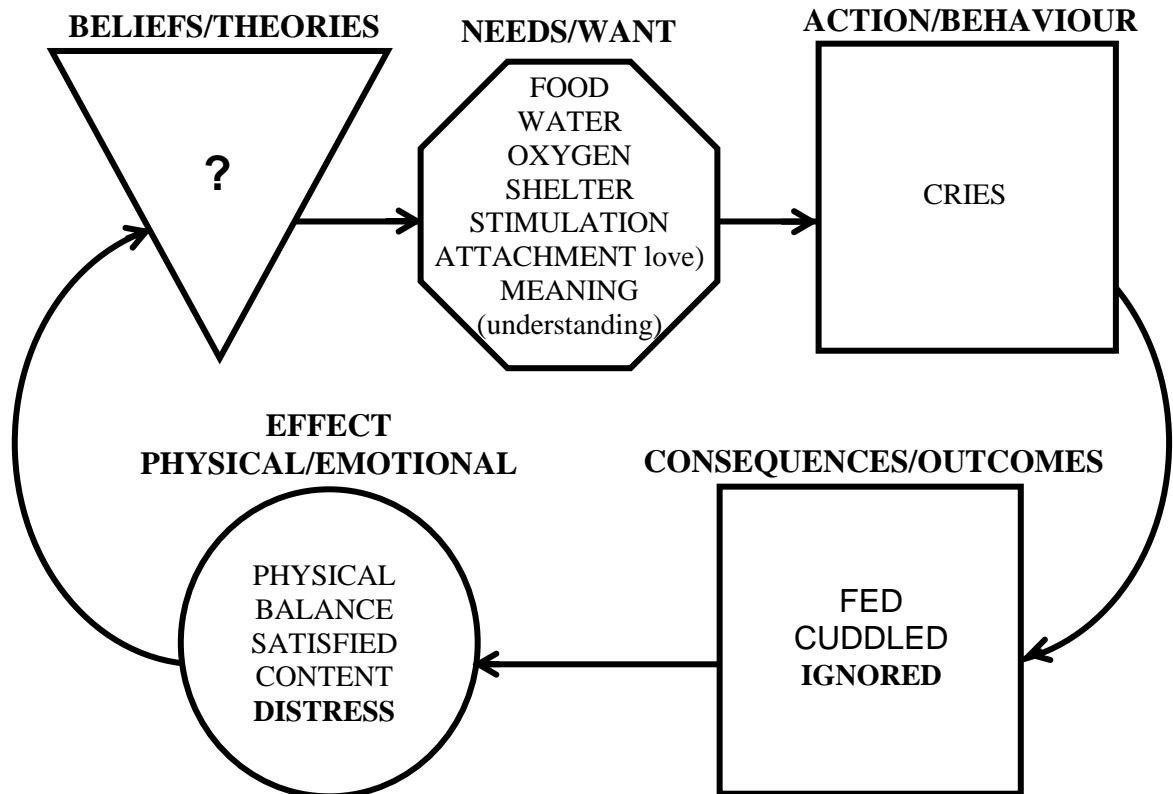 BELIEFS/THEORIES
?
NEEDS/WANT
FOOD
WATER
OXYGEN
SHELTER
STIMULATION
ATTACHMENT love)
MEANING
(understanding)
ACTION/BEHAVIOUR
CRIES
EFFECT
PHYSICAL/EMOTIONAL
PHYSICAL
BALANCE
SATISFIED
CONTENT
DISTRESS
CONSEQUENCES/OUTCOMES
FED
CUDDLED
IGNORED